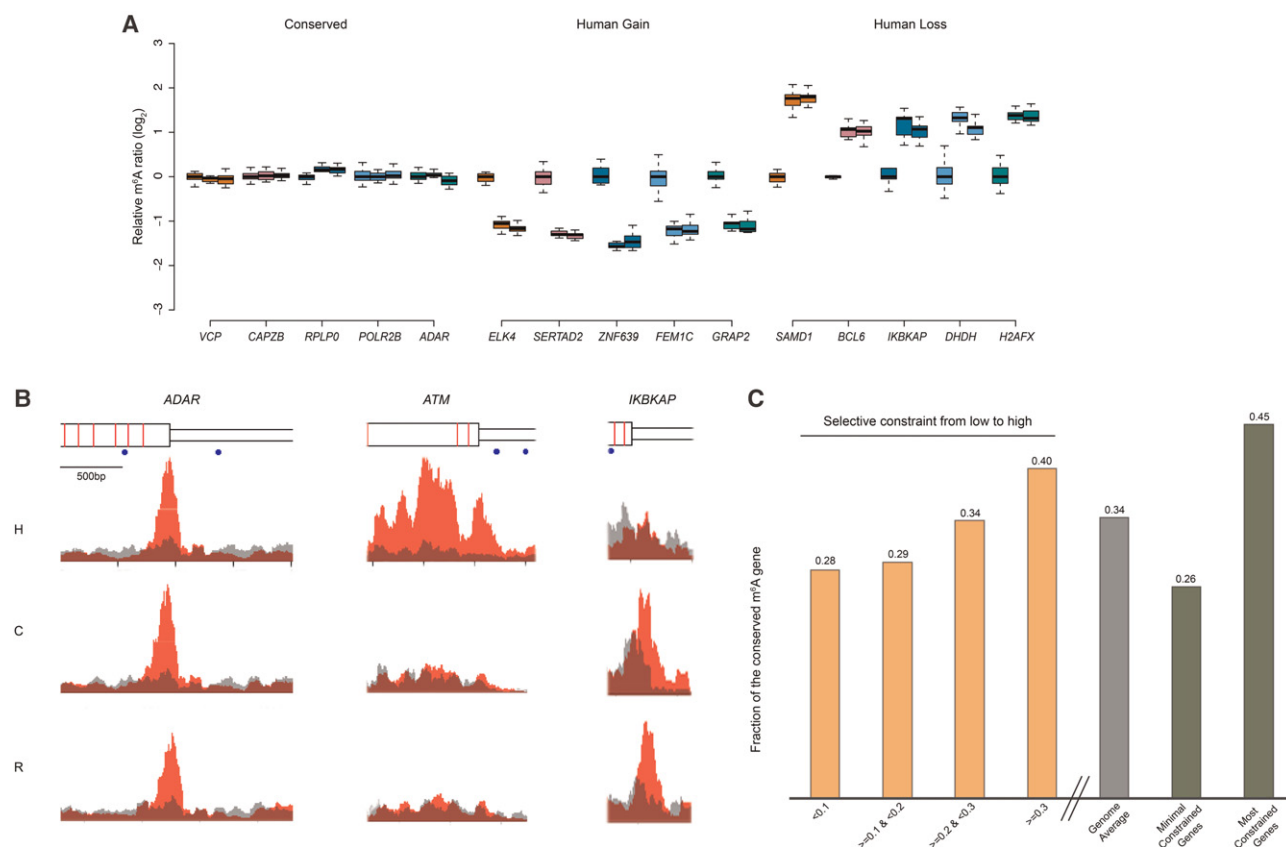 A
Conserved
Human Gain
Human Loss
Relative m⁶A ratio (log₂)
3
2
1
0
-1
-2
-3
VCP
CAPZB
RPLP0
POLR2B
ADAR
ELK4
SERTAD2
ZNF639
FEM1C
GRAP2
SAMD1
BCL6
IKBKAP
DHDH
H2AFX
B
ADAR
ATM
IKBKAP
500bp
H
C
R
C
Selective constraint from low to high
Fraction of the conserved m⁶A gene
0.28
0.29
0.34
0.40
0.34
0.26
0.45
<0.1
>=0.1 & <0.2
>=0.2 & <0.3
>=0.3
Genome
Average
Minimal
Constrained
Genes
Most
Constrained
Genes